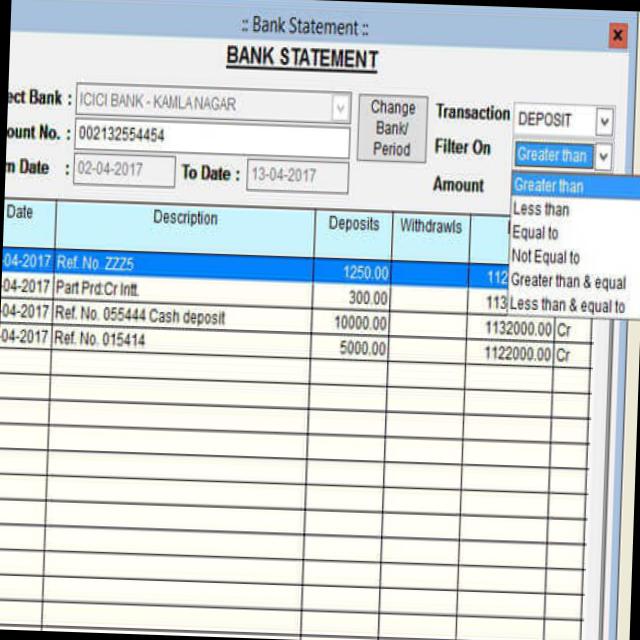 :: Bank Statement ::
BANK STATEMENT
ect Bank : ICICI BANK - KAMLA NAGAR
Change Bank/ Period
Transaction DEPOSIT
ount No. : 002132554454
Filter On Greater than
m Date : 02-04-2017 To Date : 13-04-2017
Amount
Greater than
Less than
Equal to
Not Equal to
Greater than & equal
Less than & equal to
Date Description Deposits Withdrawls
-04-2017 Ref. No. ZZZ5 1250.00 112
-04-2017 Part Prd:Cr Intt. 300.00 113
-04-2017 Ref. No. 055444 Cash deposit 10000.00 1132000.00 Cr
-04-2017 Ref. No. 015414 5000.00 1122000.00 Cr